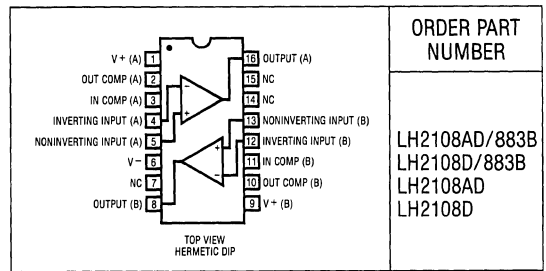 V+ (A) 1
OUT COMP (A) 2
IN COMP (A) 3
INVERTING INPUT (A) 4
NONINVERTING INPUT (A) 5
V− 6
NC 7
OUTPUT (B) 8
16 OUTPUT (A)
15 NC
14 NC
13 NONINVERTING INPUT (B)
12 INVERTING INPUT (B)
11 IN COMP (B)
10 OUT COMP (B)
9 V+ (B)
− 
+
+
−
TOP VIEW
HERMETIC DIP
ORDER PART
NUMBER
LH2108AD/883B
LH2108D/883B
LH2108AD
LH2108D